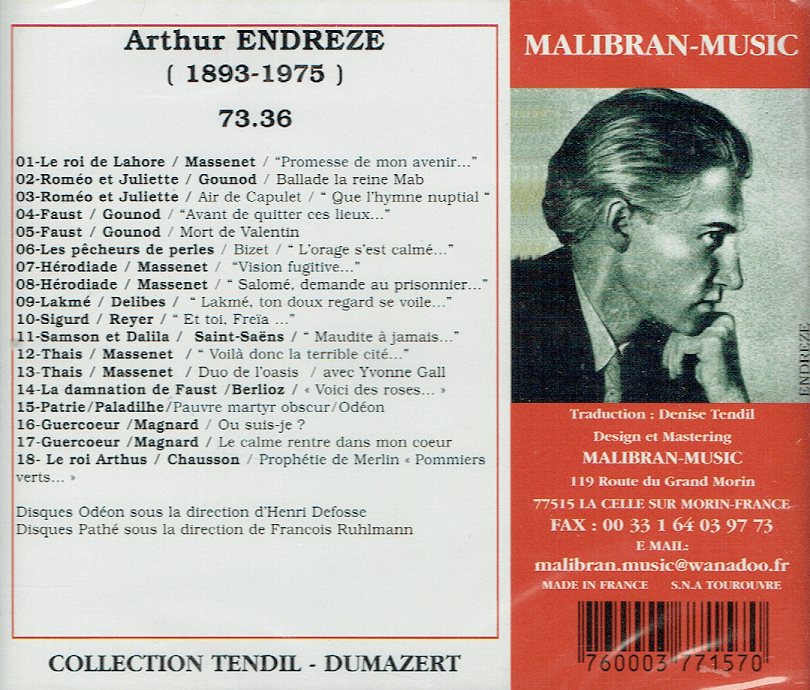 Arthur ENDREZE
( 1893-1975 )
73.36
01-Le roi de Lahore / Massenet / “Promesse de mon avenir...”
02-Roméo et Juliette / Gounod / Ballade la reine Mab
03-Roméo et Juliette / Air de Capulet / “ Que l'hymne nuptial “
04-Faust / Gounod / “Avant de quitter ces lieux...”
05-Faust / Gounod / Mort de Valentin
06-Les pêcheurs de perles / Bizet / “ L'orage s'est calmé...”
07-Hérodiade / Massenet / “Vision fugitive...”
08-Hérodiade / Massenet / “ Salomé, demande au prisonnier...”
09-Lakmé / Delibes / “ Lakmé, ton doux regard se voile...”
10-Sigurd / Reyer / “ Et toi, Freïa ...”
11-Samson et Dalila / Saint-Saëns / “ Maudite à jamais...”
12-Thais / Massenet / “ Voilà donc la terrible cité...”
13-Thais / Massenet / Duo de l'oasis / avec Yvonne Gall
14-La damnation de Faust /Berlioz / « Voici des roses... »
15-Patrie/Paladilhe/Pauvre martyr obscur/Odéon
16-Guercoeur /Magnard / Ou suis-je ?
17-Guercoeur /Magnard / Le calme rentre dans mon coeur
18- Le roi Arthus / Chausson / Prophétie de Merlin « Pommiers
verts... »
Disques Odéon sous la direction d'Henri Defosse
Disques Pathé sous la direction de Francois Ruhlmann
COLLECTION TENDIL - DUMAZERT
MALIBRAN-MUSIC
ENDREZE
Traduction : Denise Tendil
Design et Mastering
MALIBRAN-MUSIC
119 Route du Grand Morin
77515 LA CELLE SUR MORIN-FRANCE
FAX : 00 33 1 64 03 97 73
E MAIL:
malibran.music@wanadoo.fr
MADE IN FRANCE S.N.A TOUROUVRE
7 60003 771570